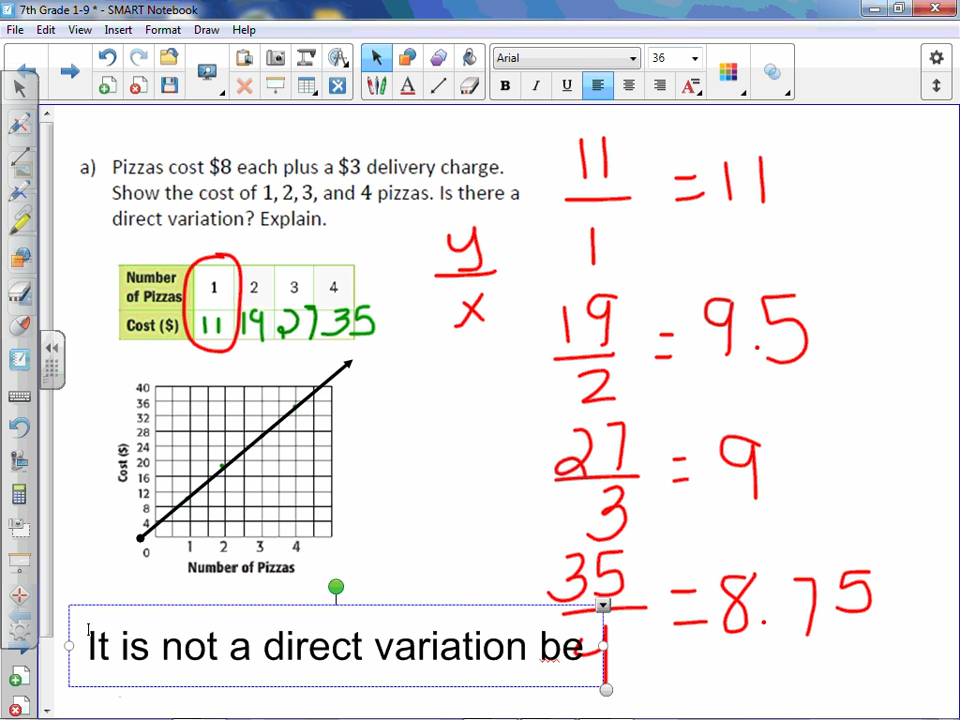 7th Grade 1-9 * - SMART Notebook
File Edit View Insert Format Draw Help
Arial 36
B I U A
a) Pizzas cost $8 each plus a $3 delivery charge.
Show the cost of 1, 2, 3, and 4 pizzas. Is there a
direct variation? Explain.
Number
of Pizzas 1 2 3 4
Cost ($) 11 19 27 35
y
x
11
1
= 11
19
2
= 9.5
27
3
= 9
35
4
= 8.75
40
36
32
28
24
20
16
12
8
4
0 1 2 3 4
Cost ($)
Number of Pizzas
It is not a direct variation be